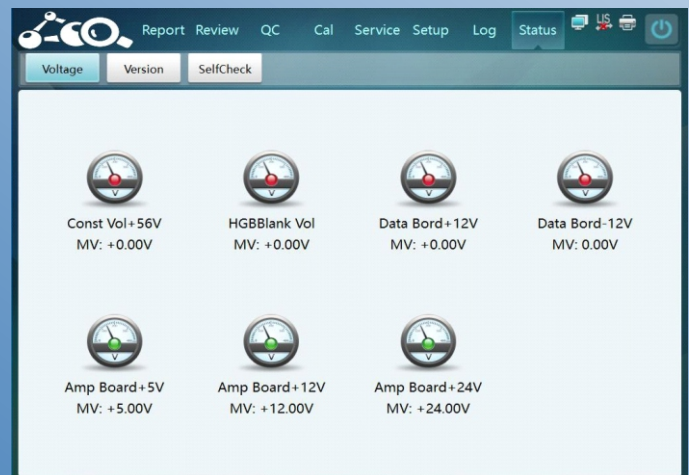 Report Review QC Cal Service Setup Log Status LIS
Voltage Version SelfCheck
Const Vol+56V HGBBlank Vol Data Bord+12V Data Bord-12V
MV: +0.00V MV: +0.00V MV: +0.00V MV: 0.00V
Amp Board+5V Amp Board+12V Amp Board+24V
MV: +5.00V MV: +12.00V MV: +24.00V